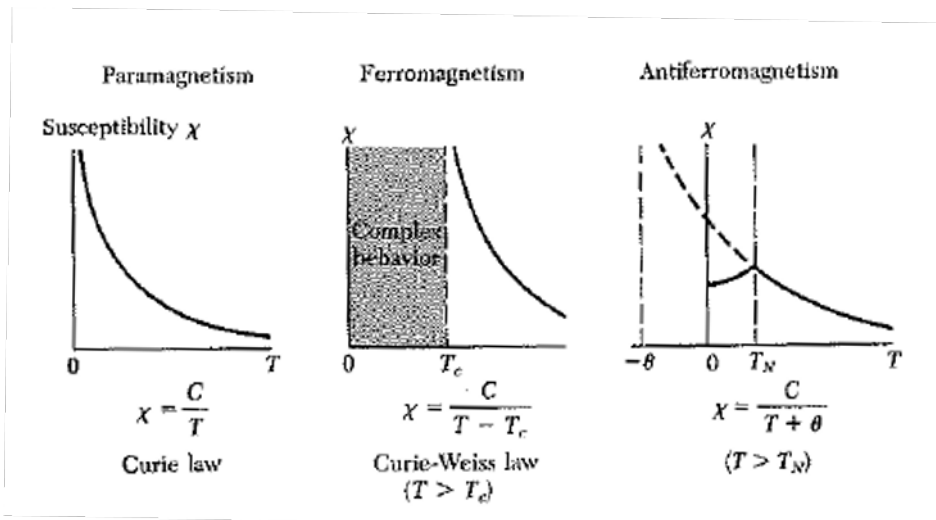 Paramagnetism
Susceptibility χ
0 T
χ = C/T
Curie law
Ferromagnetism
χ
Complex
behavior
0 T_c
χ = C/(T − T_c)
Curie-Weiss law
(T > T_c)
Antiferromagnetism
χ
−θ 0 T_N T
χ = C/(T + θ)
(T > T_N)